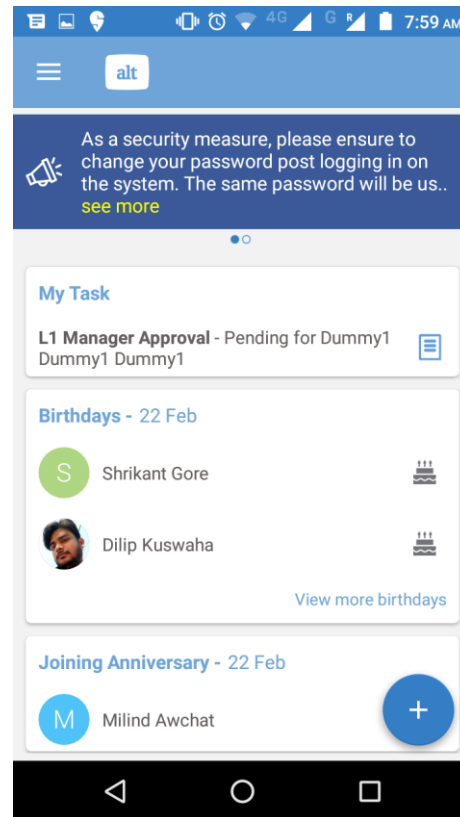 4G G R 7:59 AM
alt
As a security measure, please ensure to
change your password post logging in on
the system. The same password will be us..
see more
My Task
L1 Manager Approval - Pending for Dummy1
Dummy1 Dummy1
Birthdays - 22 Feb
S Shrikant Gore
Dilip Kuswaha
View more birthdays
Joining Anniversary - 22 Feb
M Milind Awchat
+